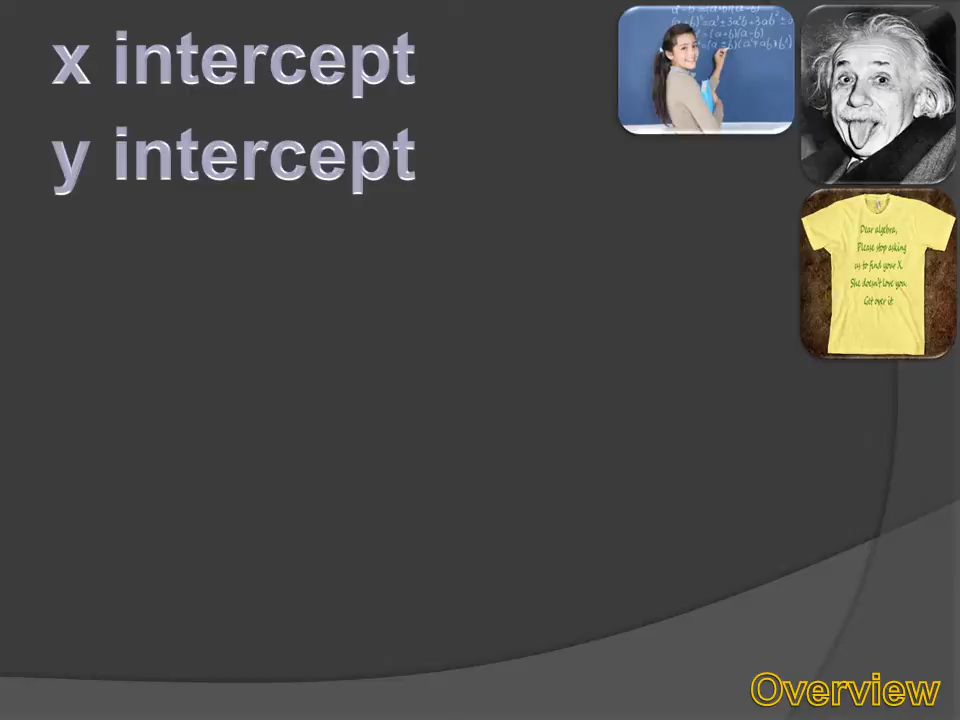 x intercept
y intercept
Dear algebra,
Please stop asking
us to find your X.
She doesn't love you.
Get over it
Overview